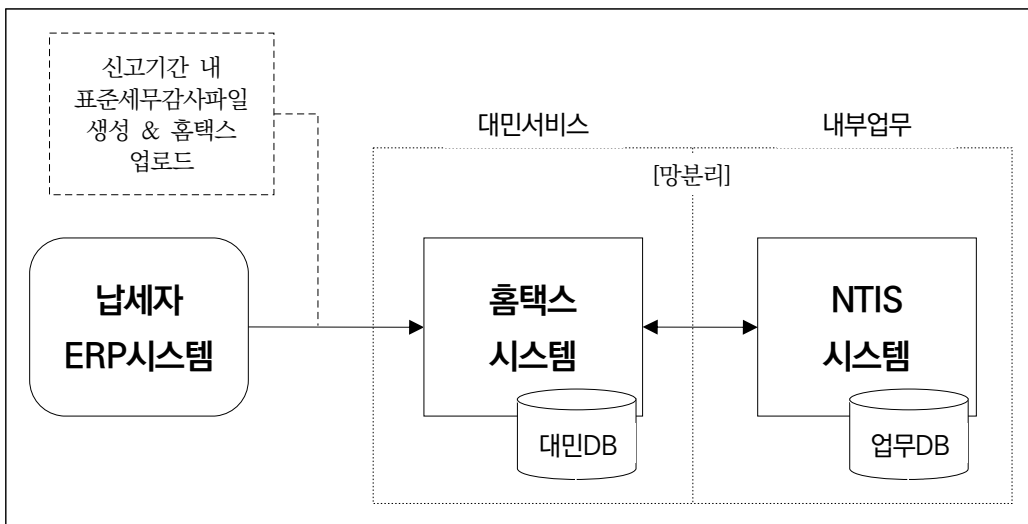 신고기간 내
표준세무감사파일
생성 & 홈택스
업로드
대민서비스
내부업무
[망분리]
납세자
ERP시스템
홈택스
시스템
대민DB
NTIS
시스템
업무DB